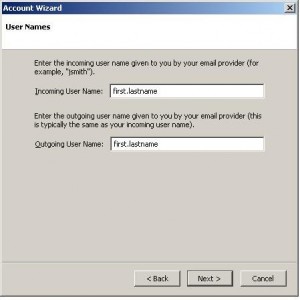 Account Wizard
User Names
Enter the incoming user name given to you by your email provider (for
example, "jsmith").
Incoming User Name: first.lastname
Enter the outgoing user name given to you by your email provider (this
is typically the same as your incoming user name).
Outgoing User Name: first.lastname
< Back Next > Cancel